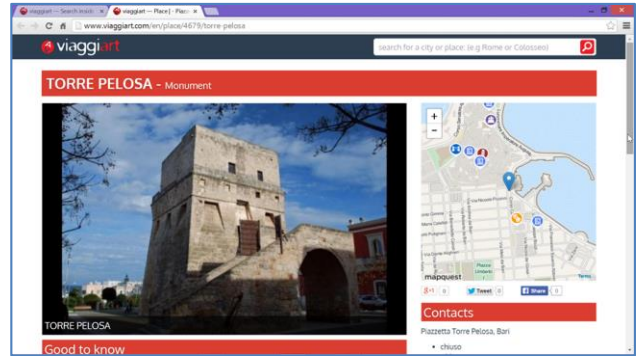 viaggiart — Search inside
viaggiart — Place | - Piazz
www.viaggiart.com/en/place/4679/torre-pelosa
viaggiart
search for a city or place: (e.g Rome or Colosseo)
TORRE PELOSA - Monument
+
-
mapquest
TORRE PELOSA
Tweet
Share
Contacts
Piazzetta Torre Pelosa, Bari
• chiuso
Good to know